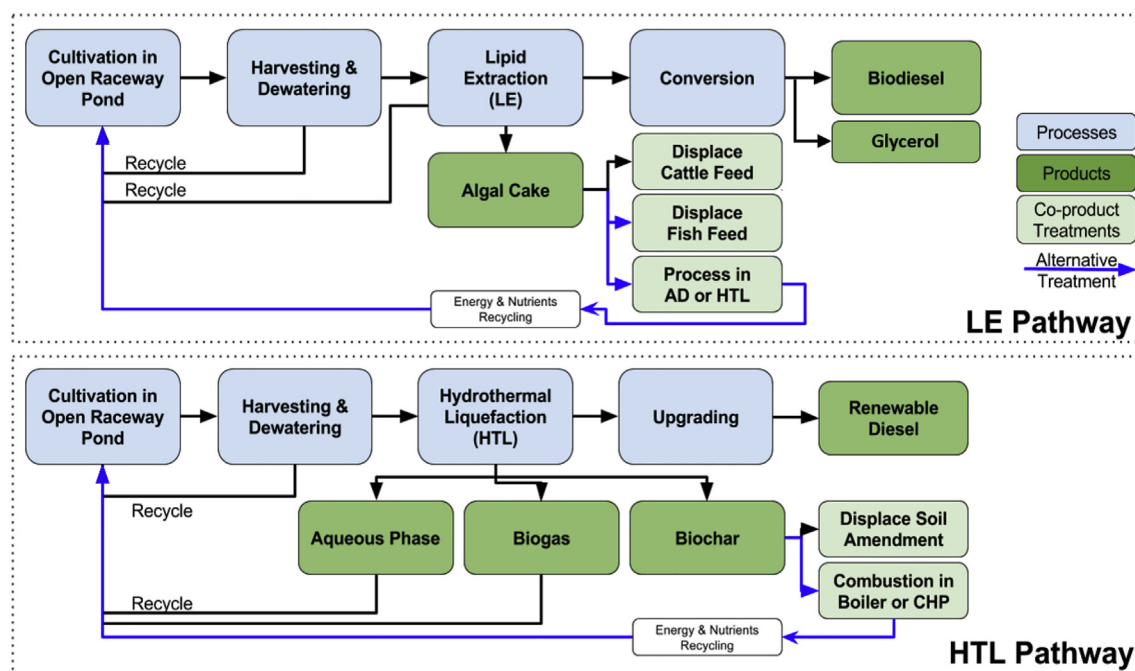 Cultivation in
Open Raceway
Pond
Harvesting &
Dewatering
Lipid
Extraction
(LE)
Conversion
Biodiesel
Glycerol
Recycle
Recycle
Algal Cake
Displace
Cattle Feed
Displace
Fish Feed
Process in
AD or HTL
Energy & Nutrients
Recycling
Processes
Products
Co-product
Treatments
Alternative
Treatment
LE Pathway
Cultivation in
Open Raceway
Pond
Harvesting &
Dewatering
Hydrothermal
Liquefaction
(HTL)
Upgrading
Renewable
Diesel
Recycle
Aqueous Phase
Biogas
Biochar
Displace Soil
Amendment
Combustion in
Boiler or CHP
Recycle
Energy & Nutrients
Recycling
HTL Pathway